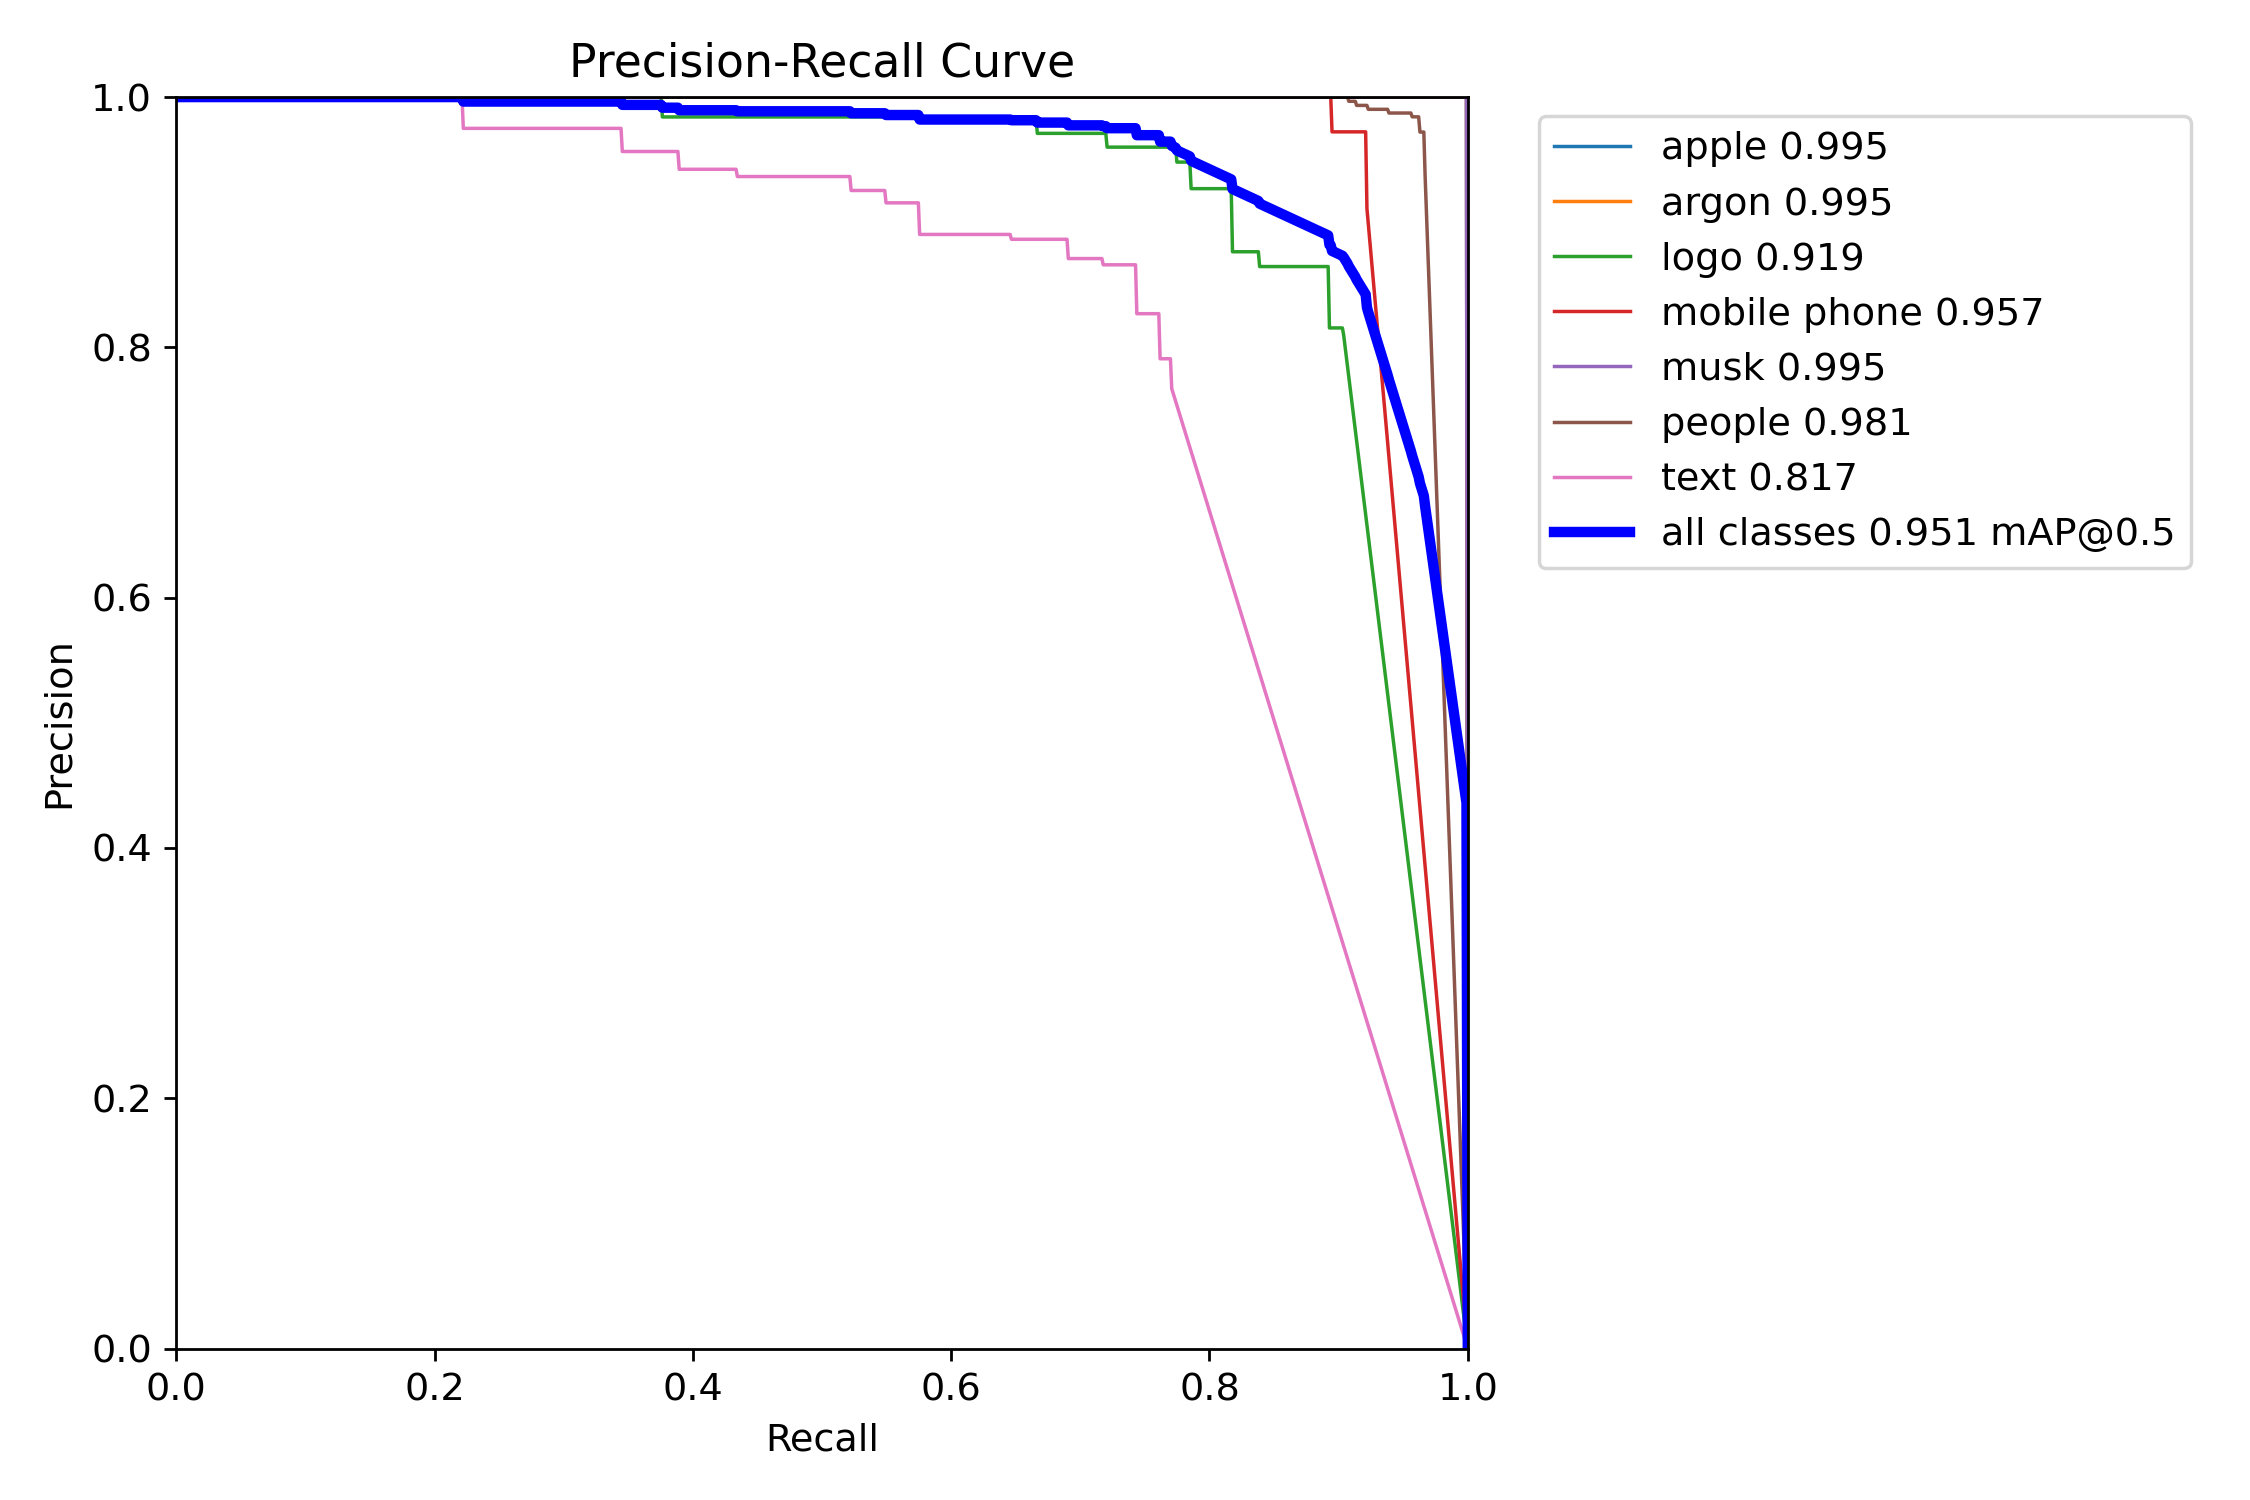 Precision-Recall Curve
1.0
0.8
0.6
0.4
0.2
0.0
Precision
0.0 0.2 0.4 0.6 0.8 1.0
Recall
apple 0.995
argon 0.995
logo 0.919
mobile phone 0.957
musk 0.995
people 0.981
text 0.817
all classes 0.951 mAP@0.5